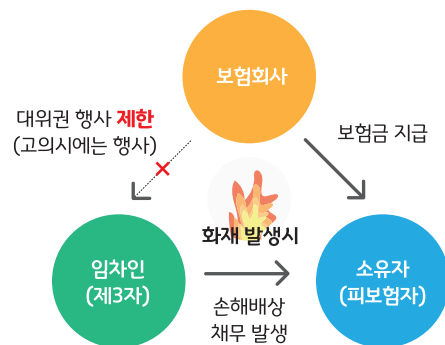 보험회사
대위권 행사 제한
(고의시에는 행사)
보험금 지급
화재 발생시
임차인
(제3자)
소유자
(피보험자)
손해배상
채무 발생